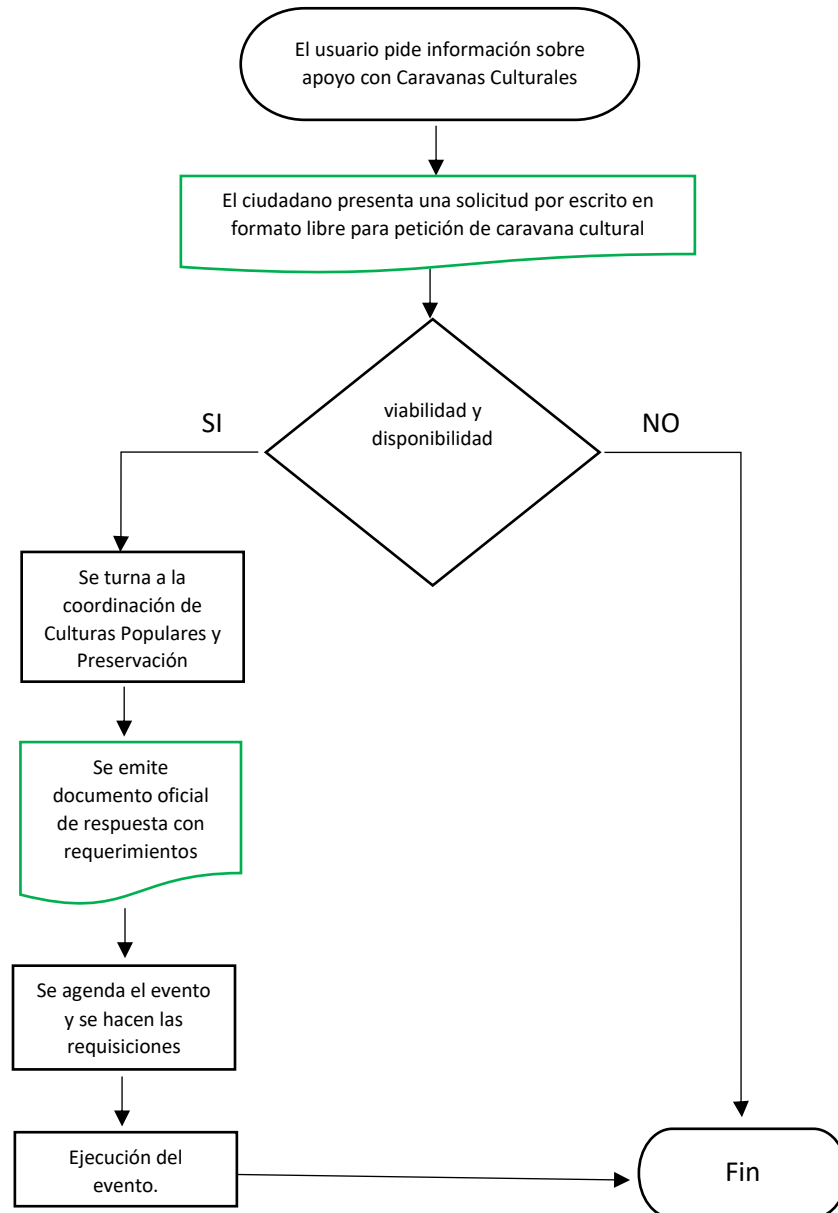 El usuario pide información sobre
apoyo con Caravanas Culturales
El ciudadano presenta una solicitud por escrito en
formato libre para petición de caravana cultural
viabilidad y
disponibilidad
SI
NO
Se turna a la
coordinación de
Culturas Populares y
Preservación
Se emite
documento oficial
de respuesta con
requerimientos
Se agenda el evento
y se hacen las
requisiciones
Ejecución del
evento.
Fin